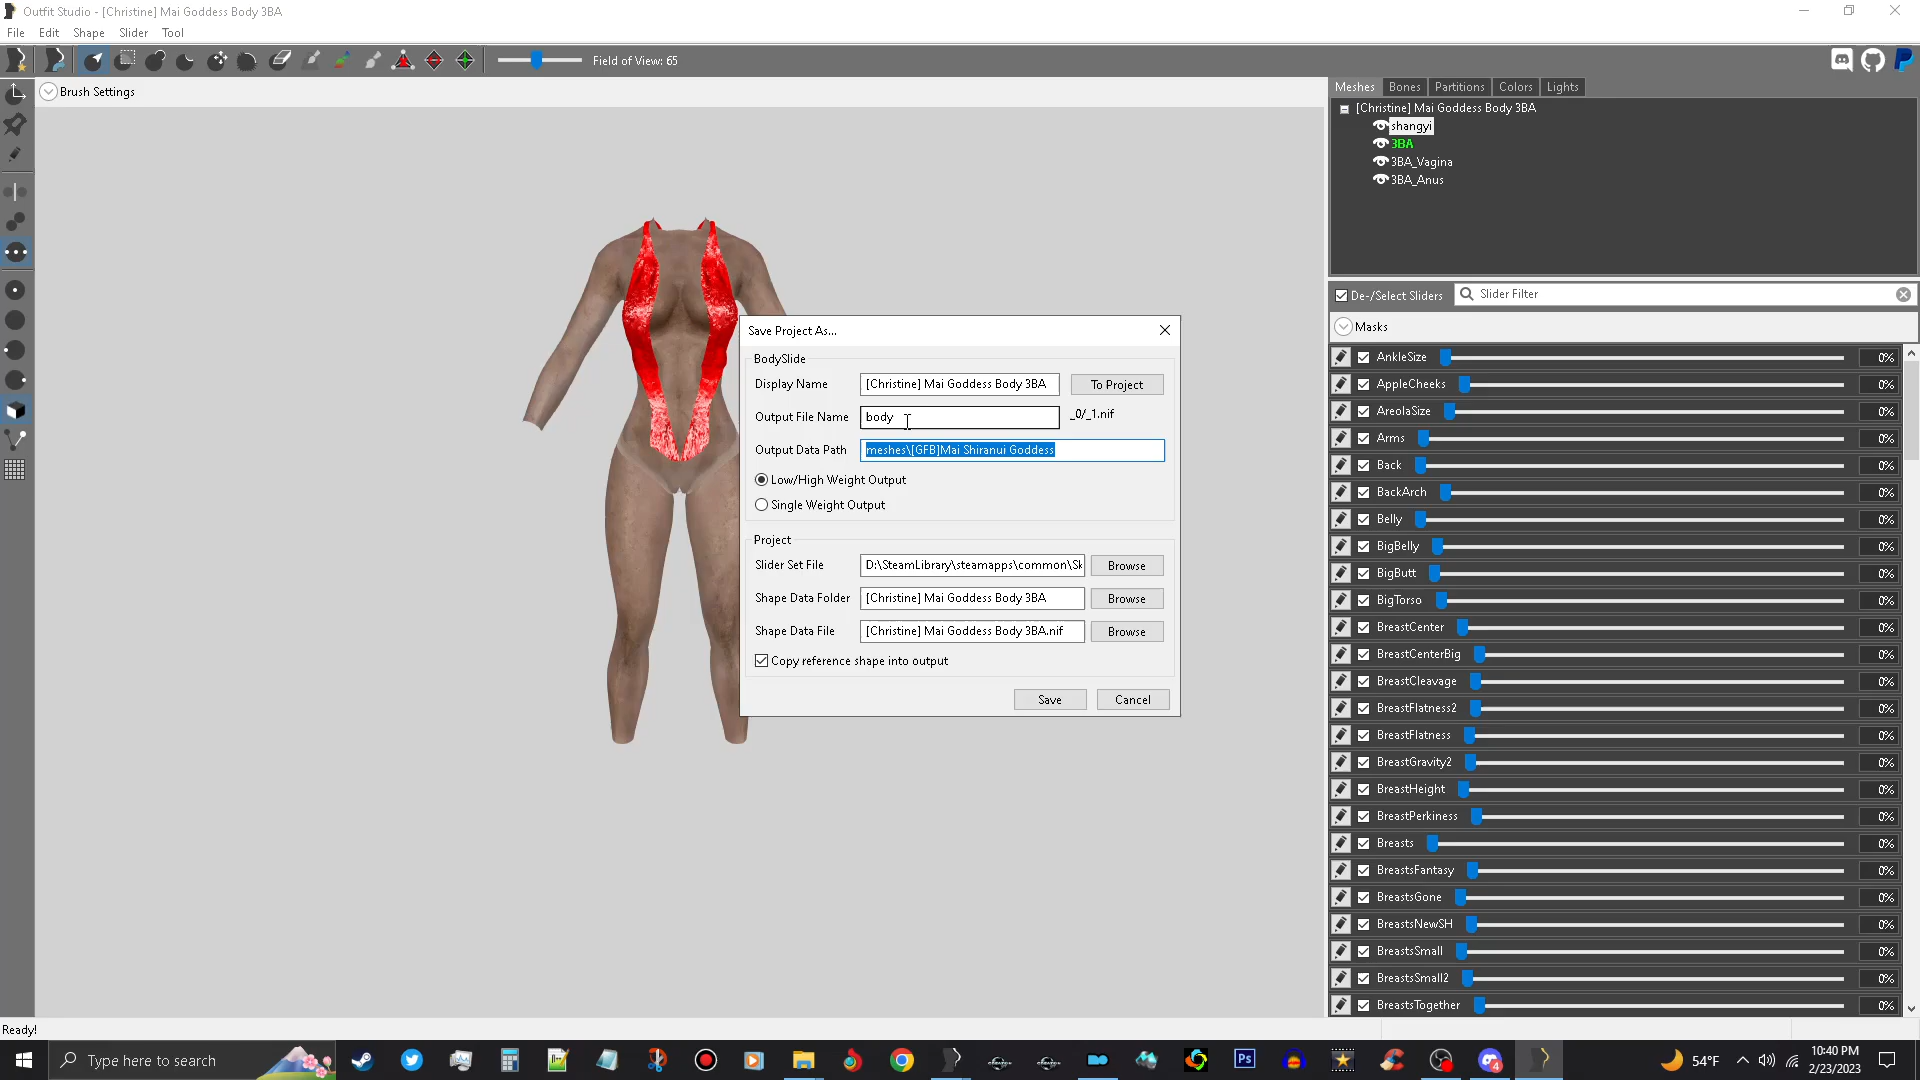 Outfit Studio - [Christine] Mai Goddess Body 3BA
File Edit Shape Slider Tool
Field of View: 65
Brush Settings
Meshes Bones Partitions Colors Lights
[Christine] Mai Goddess Body 3BA
shangyi
3BA
3BA_Vagina
3BA_Anus
De-/Select Sliders Slider Filter
Masks
AnkleSize 0%
AppleCheeks 0%
AreolaSize 0%
Arms 0%
Back 0%
BackArch 0%
Belly 0%
BigBelly 0%
BigButt 0%
BigTorso 0%
BreastCenter 0%
BreastCenterBig 0%
BreastCleavage 0%
BreastFlatness2 0%
BreastFlatness 0%
BreastGravity2 0%
BreastHeight 0%
BreastPerkiness 0%
Breasts 0%
BreastsFantasy 0%
BreastsGone 0%
BreastsNewSH 0%
BreastsSmall 0%
BreastsSmall2 0%
BreastsTogether 0%
Save Project As...
BodySlide
Display Name [Christine] Mai Goddess Body 3BA To Project
Output File Name body _0/_1.nif
Output Data Path meshes\[GFB]Mai Shiranui Goddess
Low/High Weight Output
Single Weight Output
Project
Slider Set File D:\SteamLibrary\steamapps\common\Sk Browse
Shape Data Folder [Christine] Mai Goddess Body 3BA Browse
Shape Data File [Christine] Mai Goddess Body 3BA.nif Browse
Copy reference shape into output
Save Cancel
Ready!
Type here to search
Ps
4
54°F
10:40 PM
2/23/2023